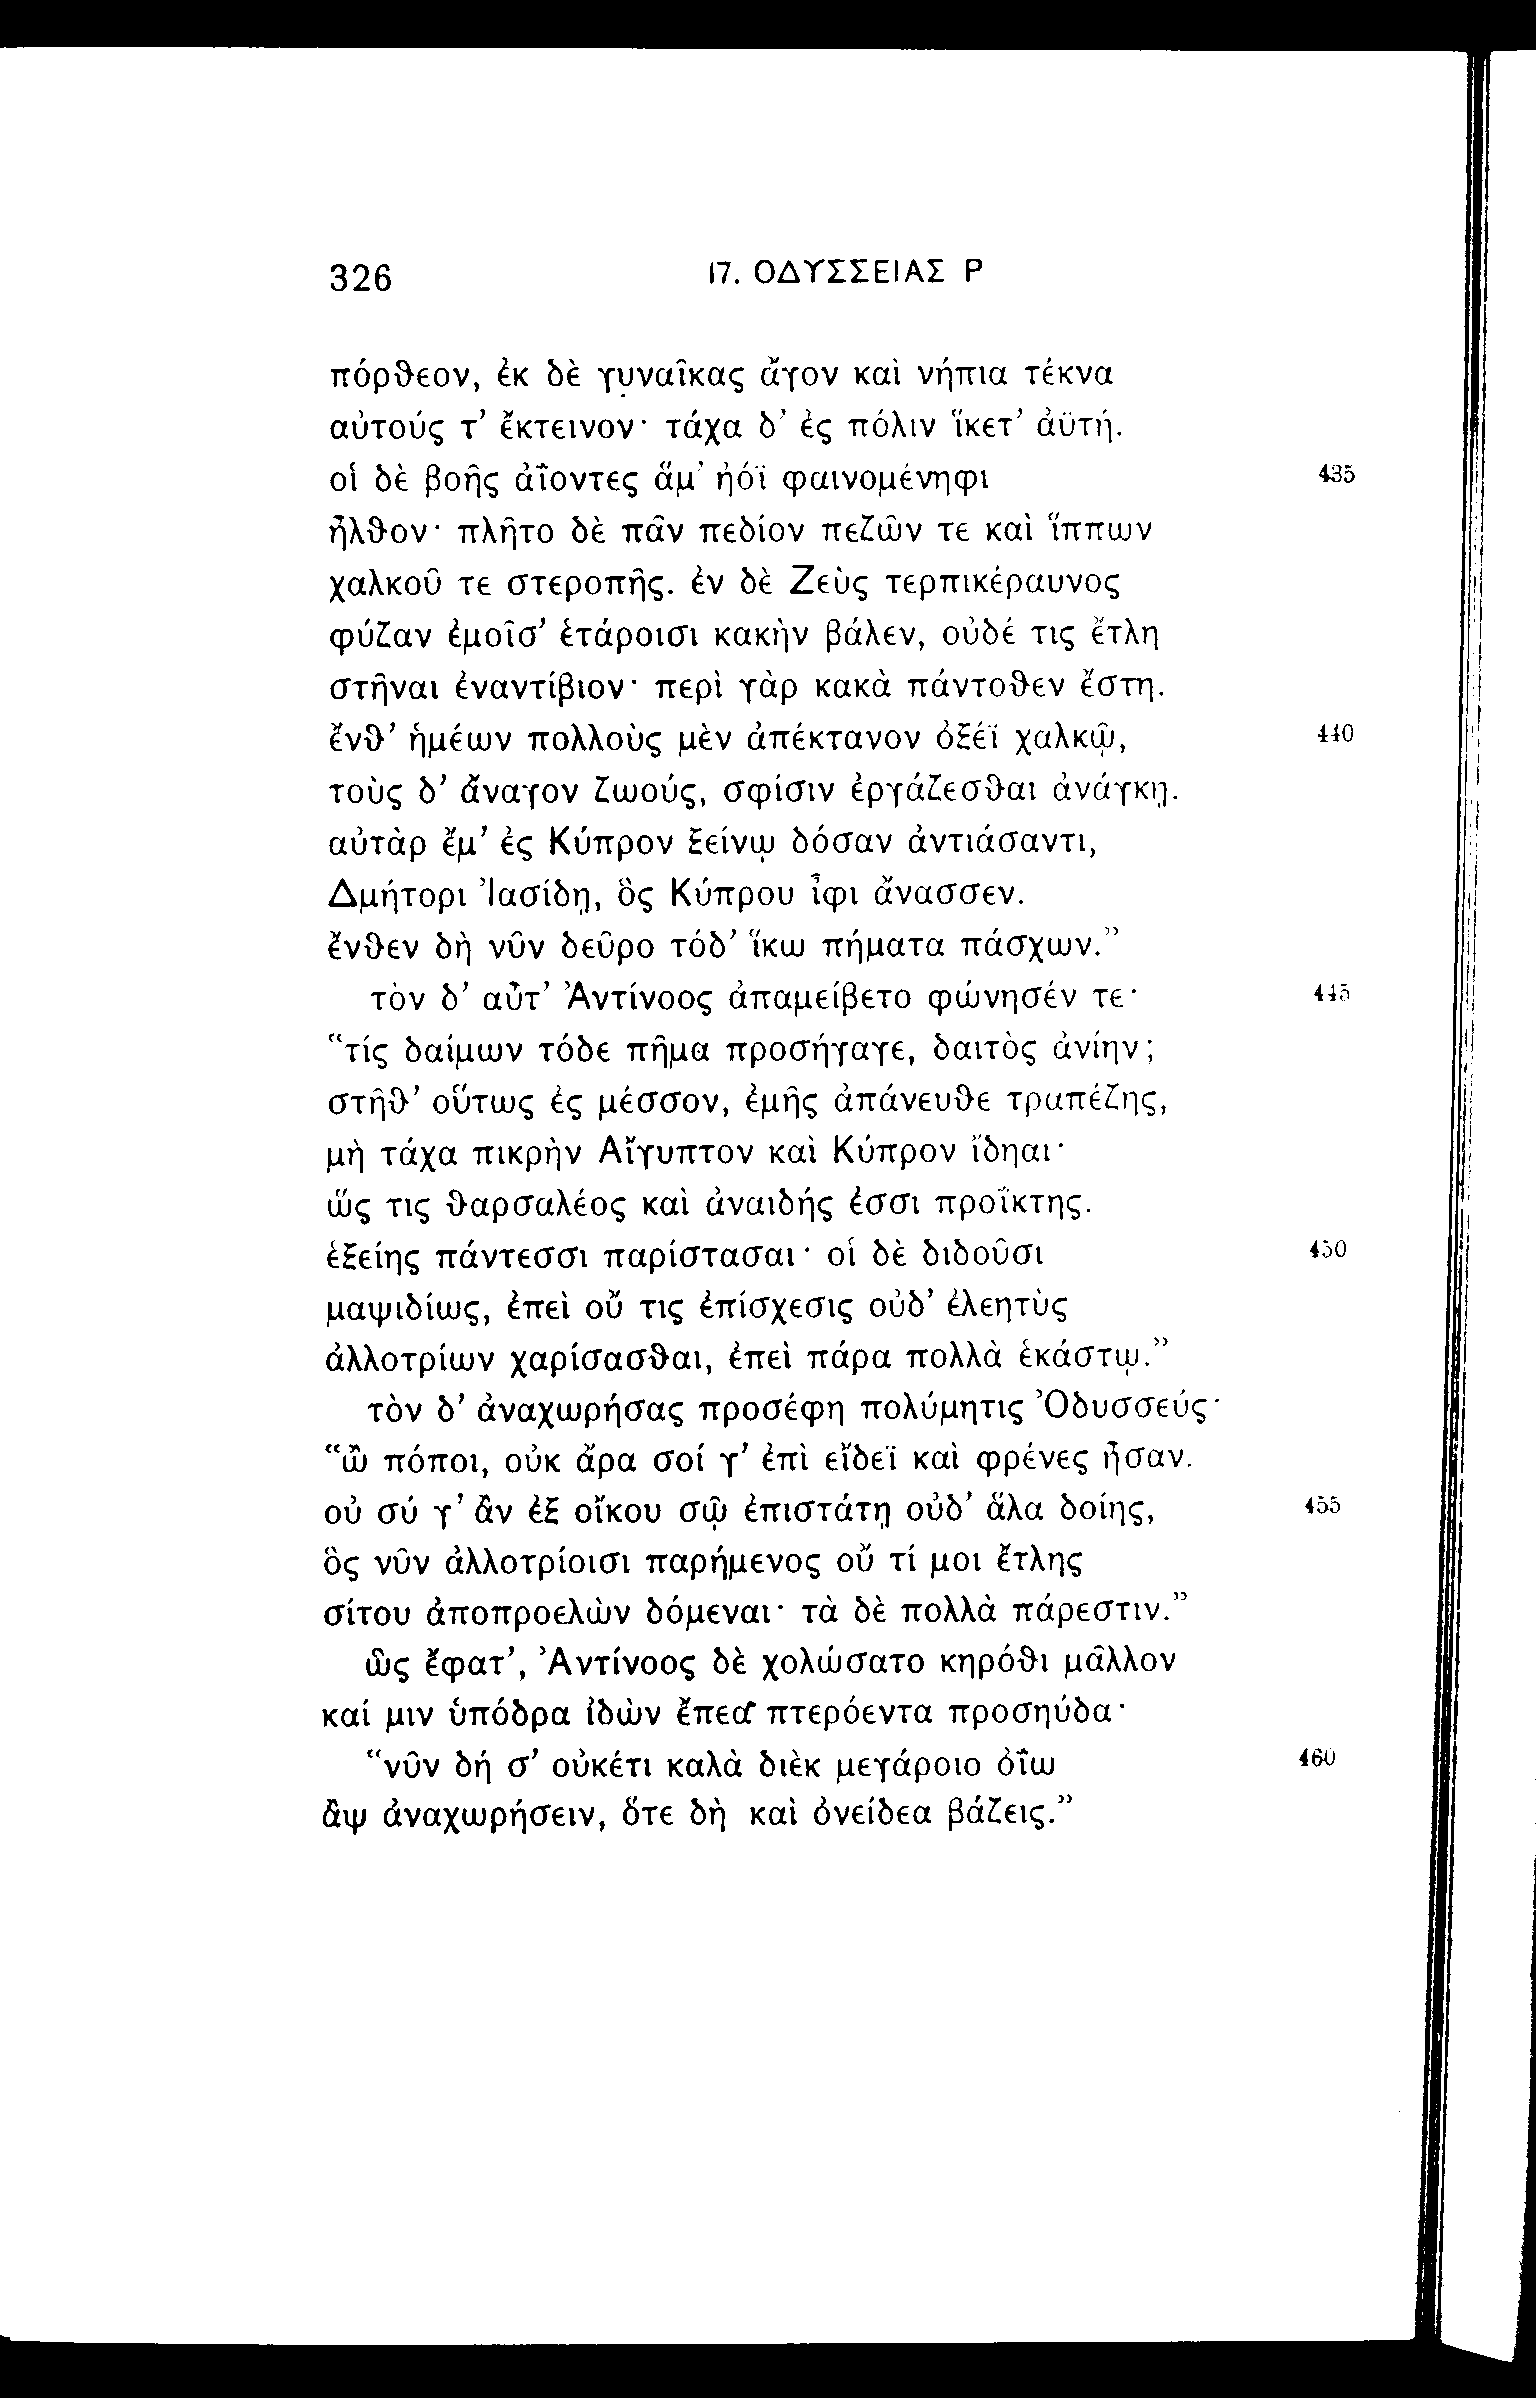 326 17. ΟΔΥΣΣΕΙΑΣ Ρ
πόρθεον, ἐκ δὲ γυναῖκας ἄγον καὶ νήπια τέκνα
αὐτούς τ’ ἔκτεινον· τάχα δ’ ἐς πόλιν ἵκετ’ ἀϋτή.
οἱ δὲ βοῆς ἀΐοντες ἅμ’ ἠόϊ φαινομένηφι 435
ἦλθον· πλῆτο δὲ πᾶν πεδίον πεζῶν τε καὶ ἵππων
χαλκοῦ τε στεροπῆς. ἐν δὲ Ζεὺς τερπικέραυνος
φύζαν ἐμοῖσ’ ἑτάροισι κακὴν βάλεν, οὐδέ τις ἔτλη
στῆναι ἐναντίβιον· περὶ γὰρ κακὰ πάντοθεν ἔστη.
ἔνθ’ ἡμέων πολλοὺς μὲν ἀπέκτανον ὀξέϊ χαλκῷ, 440
τοὺς δ’ ἄναγον ζωούς, σφίσιν ἐργάζεσθαι ἀνάγκῃ.
αὐτὰρ ἔμ’ ἐς Κύπρον ξείνῳ δόσαν ἀντιάσαντι,
Δμήτορι Ἰασίδῃ, ὃς Κύπρου ἶφι ἄνασσεν.
ἔνθεν δὴ νῦν δεῦρο τόδ’ ἵκω πήματα πάσχων.”
τὸν δ’ αὖτ’ Ἀντίνοος ἀπαμείβετο φώνησέν τε· 445
“τίς δαίμων τόδε πῆμα προσήγαγε, δαιτὸς ἀνίην;
στῆθ’ οὕτως ἐς μέσσον, ἐμῆς ἀπάνευθε τραπέζης,
μὴ τάχα πικρὴν Αἴγυπτον καὶ Κύπρον ἴδηαι·
ὥς τις θαρσαλέος καὶ ἀναιδής ἐσσι προΐκτης.
ἑξείης πάντεσσι παρίστασαι· οἱ δὲ διδοῦσι 450
μαψιδίως, ἐπεὶ οὔ τις ἐπίσχεσις οὐδ’ ἐλεητὺς
ἀλλοτρίων χαρίσασθαι, ἐπεὶ πάρα πολλὰ ἑκάστῳ.”
τὸν δ’ ἀναχωρήσας προσέφη πολύμητις Ὀδυσσεύς·
“ὢ πόποι, οὐκ ἄρα σοί γ’ ἐπὶ εἴδεϊ καὶ φρένες ἦσαν.
οὐ σύ γ’ ἂν ἐξ οἴκου σῷ ἐπιστάτῃ οὐδ’ ἅλα δοίης, 455
ὃς νῦν ἀλλοτρίοισι παρήμενος οὔ τί μοι ἔτλης
σίτου ἀποπροελὼν δόμεναι· τὰ δὲ πολλὰ πάρεστιν.”
ὣς ἔφατ’, Ἀντίνοος δὲ χολώσατο κηρόθι μᾶλλον
καί μιν ὑπόδρα ἰδὼν ἔπεα πτερόεντα προσηύδα·
“νῦν δή σ’ οὐκέτι καλὰ διὲκ μεγάροιο ὀΐω 460
ἂψ ἀναχωρήσειν, ὅτε δὴ καὶ ὀνείδεα βάζεις.”